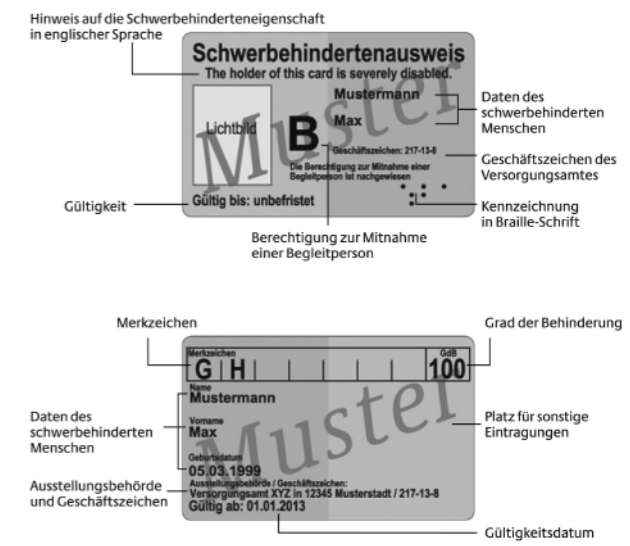 Hinweis auf die Schwerbehinderteneigenschaft
in englischer Sprache
Schwerbehindertenausweis
The holder of this card is severely disabled.
Mustermann
Max
Daten des
schwerbehinderten
Menschen
Lichtbild
B
Geschäftszeichen: 217-13-8
Die Berechtigung zur Mitnahme einer
Begleitperson ist nachgewiesen
Geschäftszeichen des
Versorgungsamtes
Gültigkeit
Gültig bis: unbefristet
Kennzeichnung
in Braille-Schrift
Muster
Berechtigung zur Mitnahme
einer Begleitperson
Merkzeichen
Grad der Behinderung
Merkzeichen
GdB
G H
100
Name
Mustermann
Daten des
schwerbehinderten
Menschen
Vorname
Max
Platz für sonstige
Eintragungen
Geburtsdatum
05.03.1999
Ausstellungsbehörde
und Geschäftszeichen
Ausstellungsbehörde / Geschäftszeichen:
Versorgungsamt XYZ in 12345 Musterstadt / 217-13-8
Gültig ab: 01.01.2013
Muster
Gültigkeitsdatum